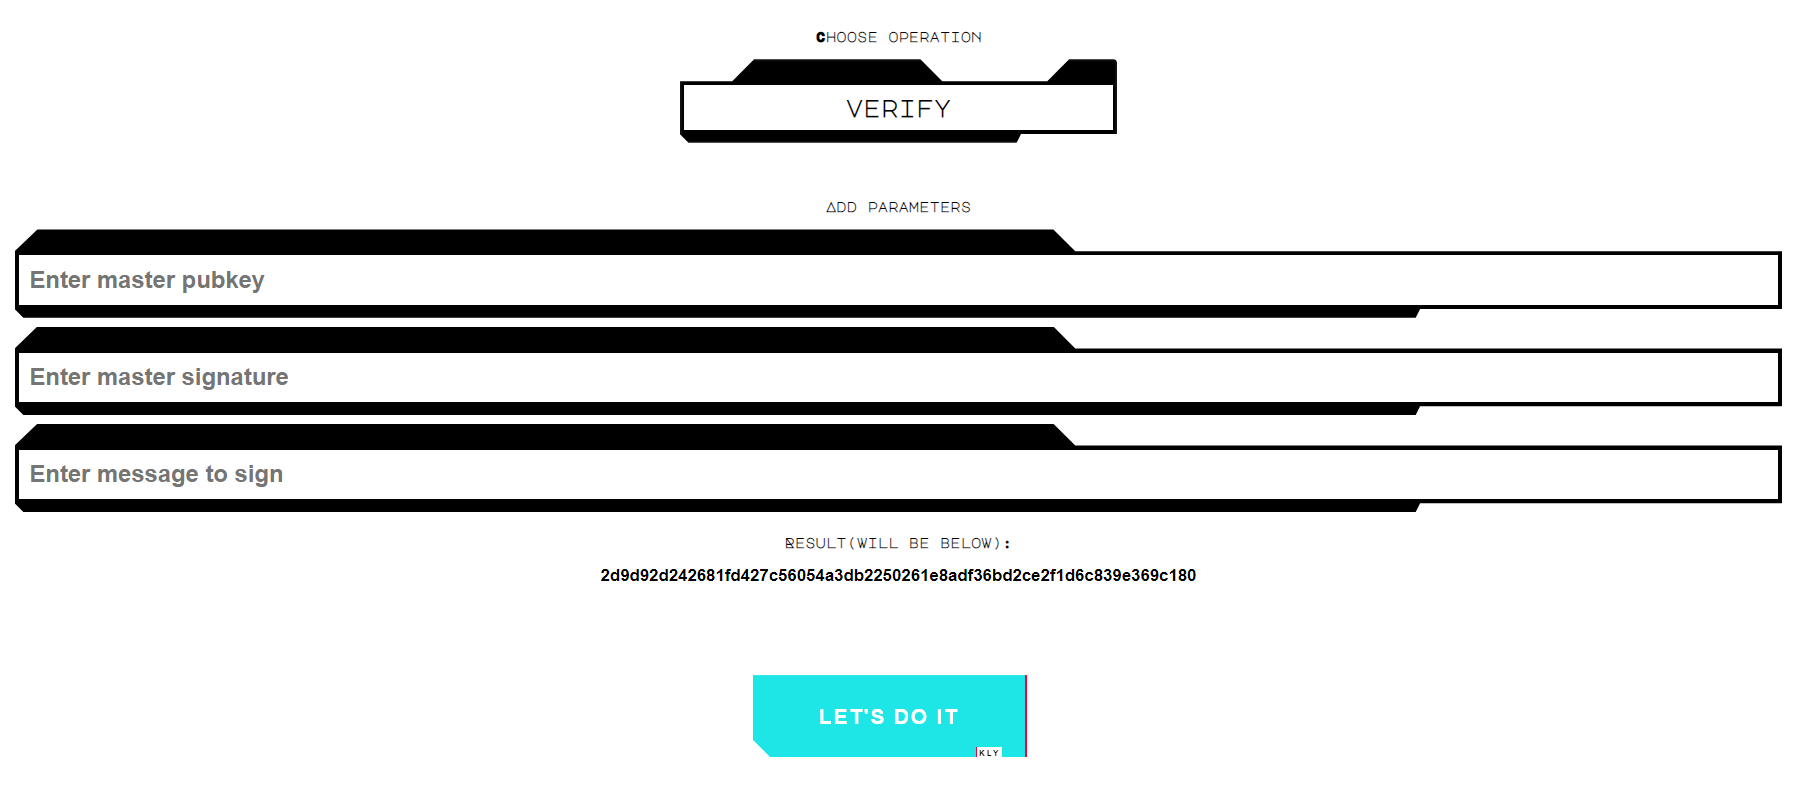 CHOOSE OPERATION
VERIFY
ADD PARAMETERS
Enter master pubkey
Enter master signature
Enter message to sign
RESULT(WILL BE BELOW):
2d9d92d242681fd427c56054a3db2250261e8adf36bd2ce2f1d6c839e369c180
LET'S DO IT
KLY